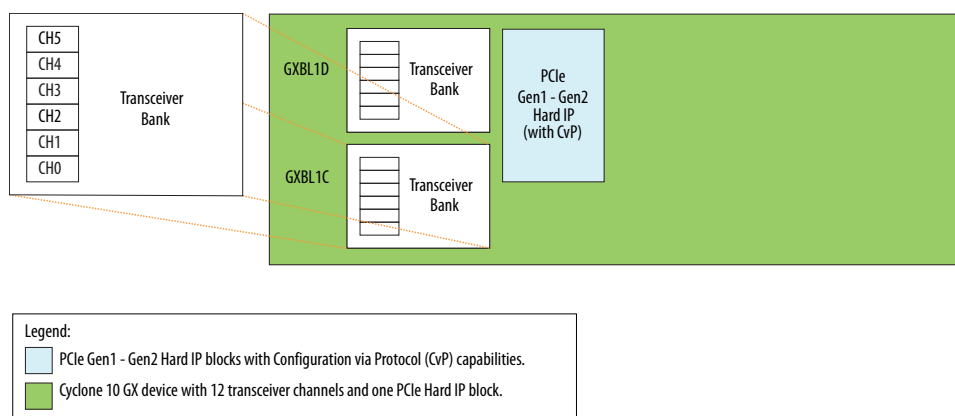 CH5
CH4
CH3
CH2
CH1
CH0
Transceiver
Bank
GXBL1D
Transceiver
Bank
GXBL1C
Transceiver
Bank
PCIe
Gen1 - Gen2
Hard IP
(with CvP)
Legend:
PCIe Gen1 - Gen2 Hard IP blocks with Configuration via Protocol (CvP) capabilities.
Cyclone 10 GX device with 12 transceiver channels and one PCIe Hard IP block.